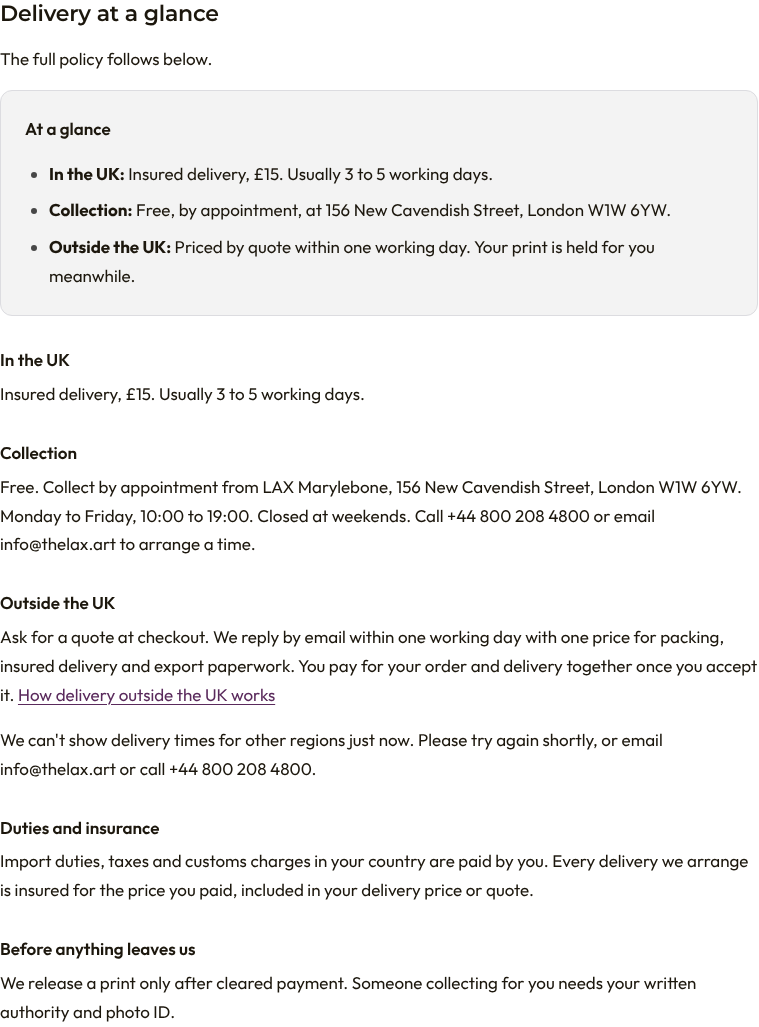 Delivery at a glance
The full policy follows below.
At a glance
• In the UK: Insured delivery, £15. Usually 3 to 5 working days.
• Collection: Free, by appointment, at 156 New Cavendish Street, London W1W 6YW.
• Outside the UK: Priced by quote within one working day. Your print is held for you
meanwhile.
In the UK
Insured delivery, £15. Usually 3 to 5 working days.
Collection
Free. Collect by appointment from LAX Marylebone, 156 New Cavendish Street, London W1W 6YW.
Monday to Friday, 10:00 to 19:00. Closed at weekends. Call +44 800 208 4800 or email
info@thelax.art to arrange a time.
Outside the UK
Ask for a quote at checkout. We reply by email within one working day with one price for packing,
insured delivery and export paperwork. You pay for your order and delivery together once you accept
it. How delivery outside the UK works
We can't show delivery times for other regions just now. Please try again shortly, or email
info@thelax.art or call +44 800 208 4800.
Duties and insurance
Import duties, taxes and customs charges in your country are paid by you. Every delivery we arrange
is insured for the price you paid, included in your delivery price or quote.
Before anything leaves us
We release a print only after cleared payment. Someone collecting for you needs your written
authority and photo ID.